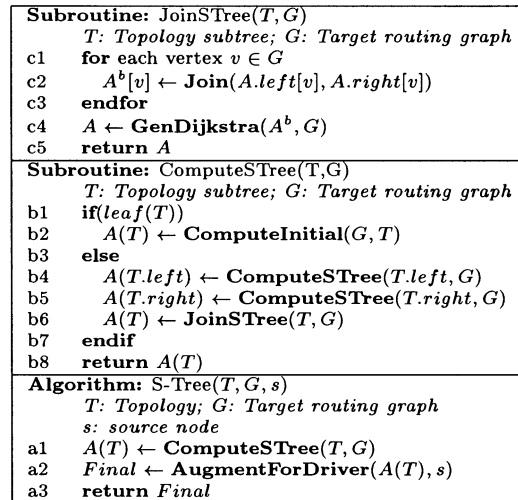 Subroutine: JoinSTree(T, G)
T: Topology subtree; G: Target routing graph
c1 for each vertex v ∈ G
c2 A^b[v] ← Join(A.left[v], A.right[v])
c3 endfor
c4 A ← GenDijkstra(A^b, G)
c5 return A
Subroutine: ComputeSTree(T,G)
T: Topology subtree; G: Target routing graph
b1 if(leaf(T))
b2 A(T) ← ComputeInitial(G, T)
b3 else
b4 A(T.left) ← ComputeSTree(T.left, G)
b5 A(T.right) ← ComputeSTree(T.right, G)
b6 A(T) ← JoinSTree(T, G)
b7 endif
b8 return A(T)
Algorithm: S-Tree(T, G, s)
T: Topology; G: Target routing graph
s: source node
a1 A(T) ← ComputeSTree(T, G)
a2 Final ← AugmentForDriver(A(T), s)
a3 return Final